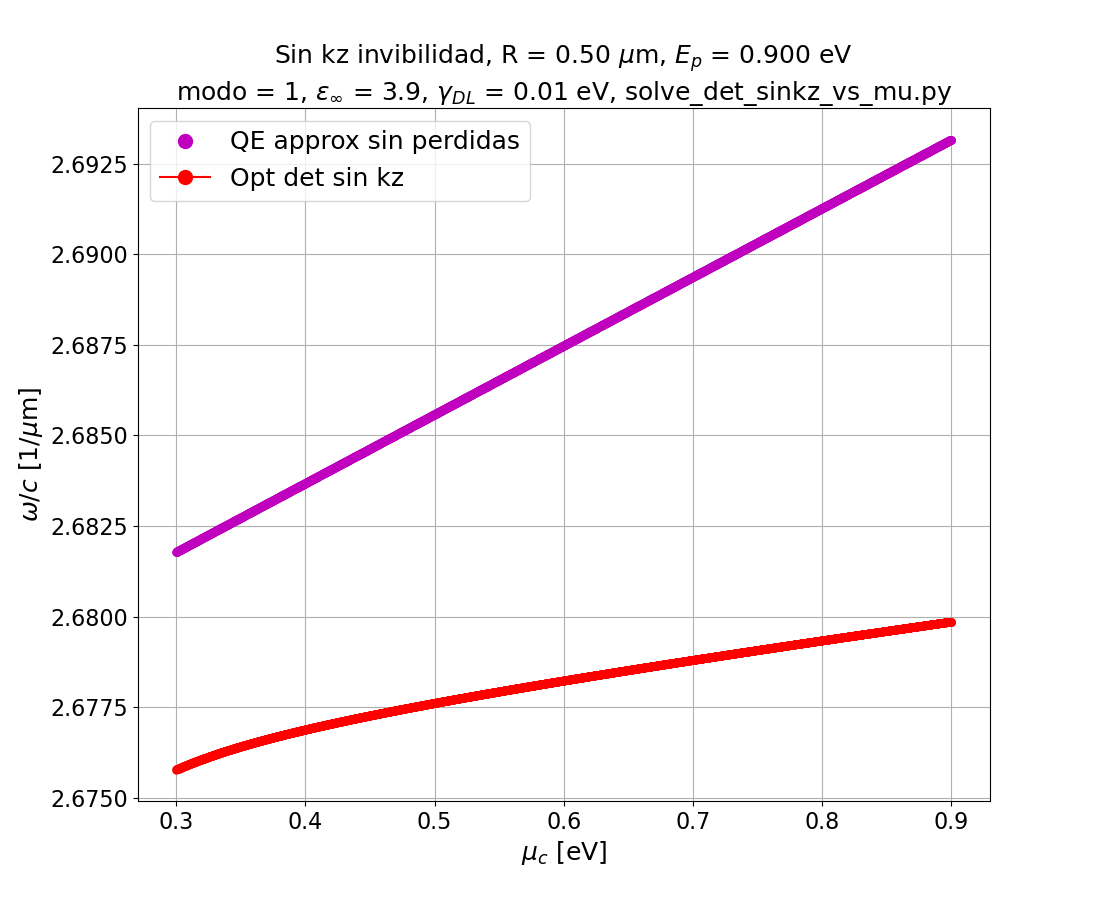 Sin kz invibilidad, R = 0.50 μm, E_p = 0.900 eV
modo = 1, ε_∞ = 3.9, γ_DL = 0.01 eV, solve_det_sinkz_vs_mu.py
QE approx sin perdidas
Opt det sin kz
2.6925
2.6900
2.6875
2.6850
2.6825
2.6800
2.6775
2.6750
ω/c [1/μm]
0.3 0.4 0.5 0.6 0.7 0.8 0.9
μ_c [eV]